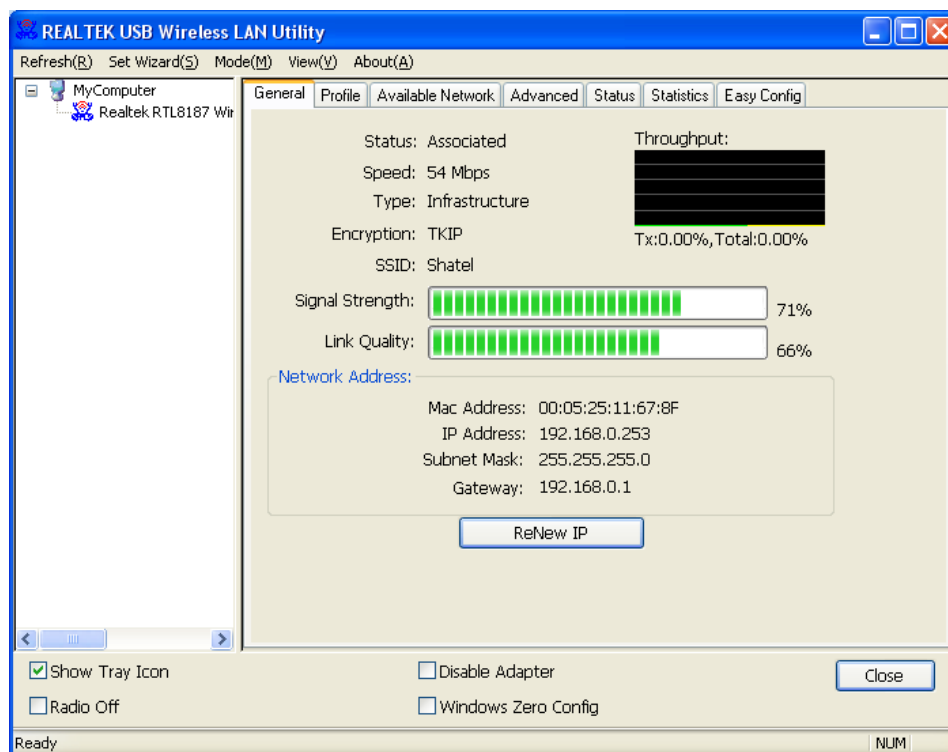 REALTEK USB Wireless LAN Utility
Refresh(R) Set Wizard(S) Mode(M) View(V) About(A)
MyComputer
Realtek RTL8187 Wir
General Profile Available Network Advanced Status Statistics Easy Config
Status: Associated
Throughput:
Speed: 54 Mbps
Type: Infrastructure
Encryption: TKIP
Tx:0.00%,Total:0.00%
SSID: Shatel
Signal Strength: 71%
Link Quality: 66%
Network Address:
Mac Address: 00:05:25:11:67:8F
IP Address: 192.168.0.253
Subnet Mask: 255.255.255.0
Gateway: 192.168.0.1
ReNew IP
Show Tray Icon Disable Adapter Close
Radio Off Windows Zero Config
Ready NUM